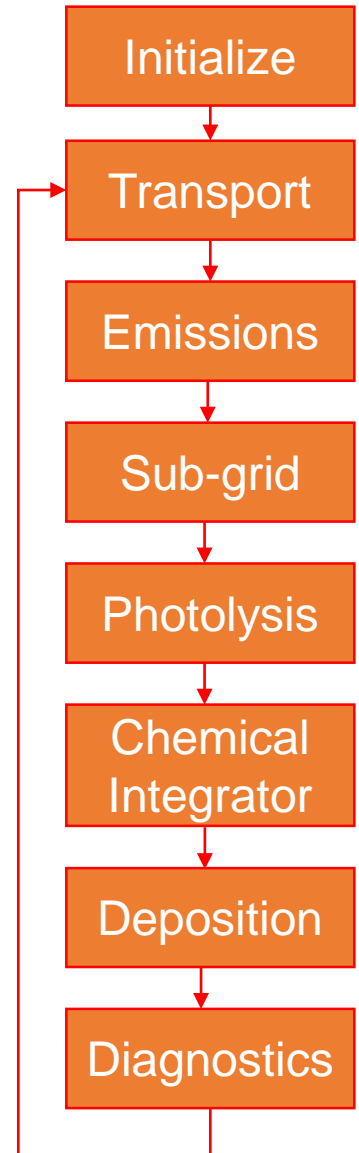 Initialize
Transport
Emissions
Sub-grid
Photolysis
Chemical
Integrator
Deposition
Diagnostics